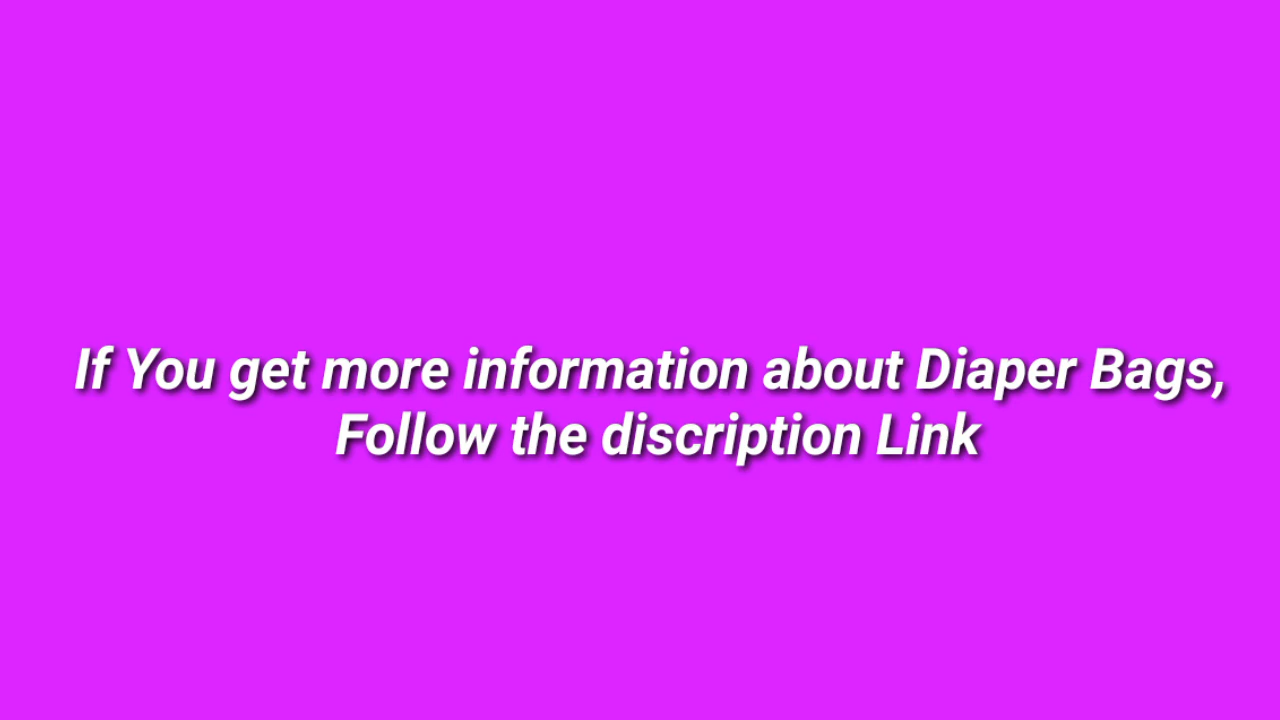 If You get more information about Diaper Bags,
Follow the discription Link